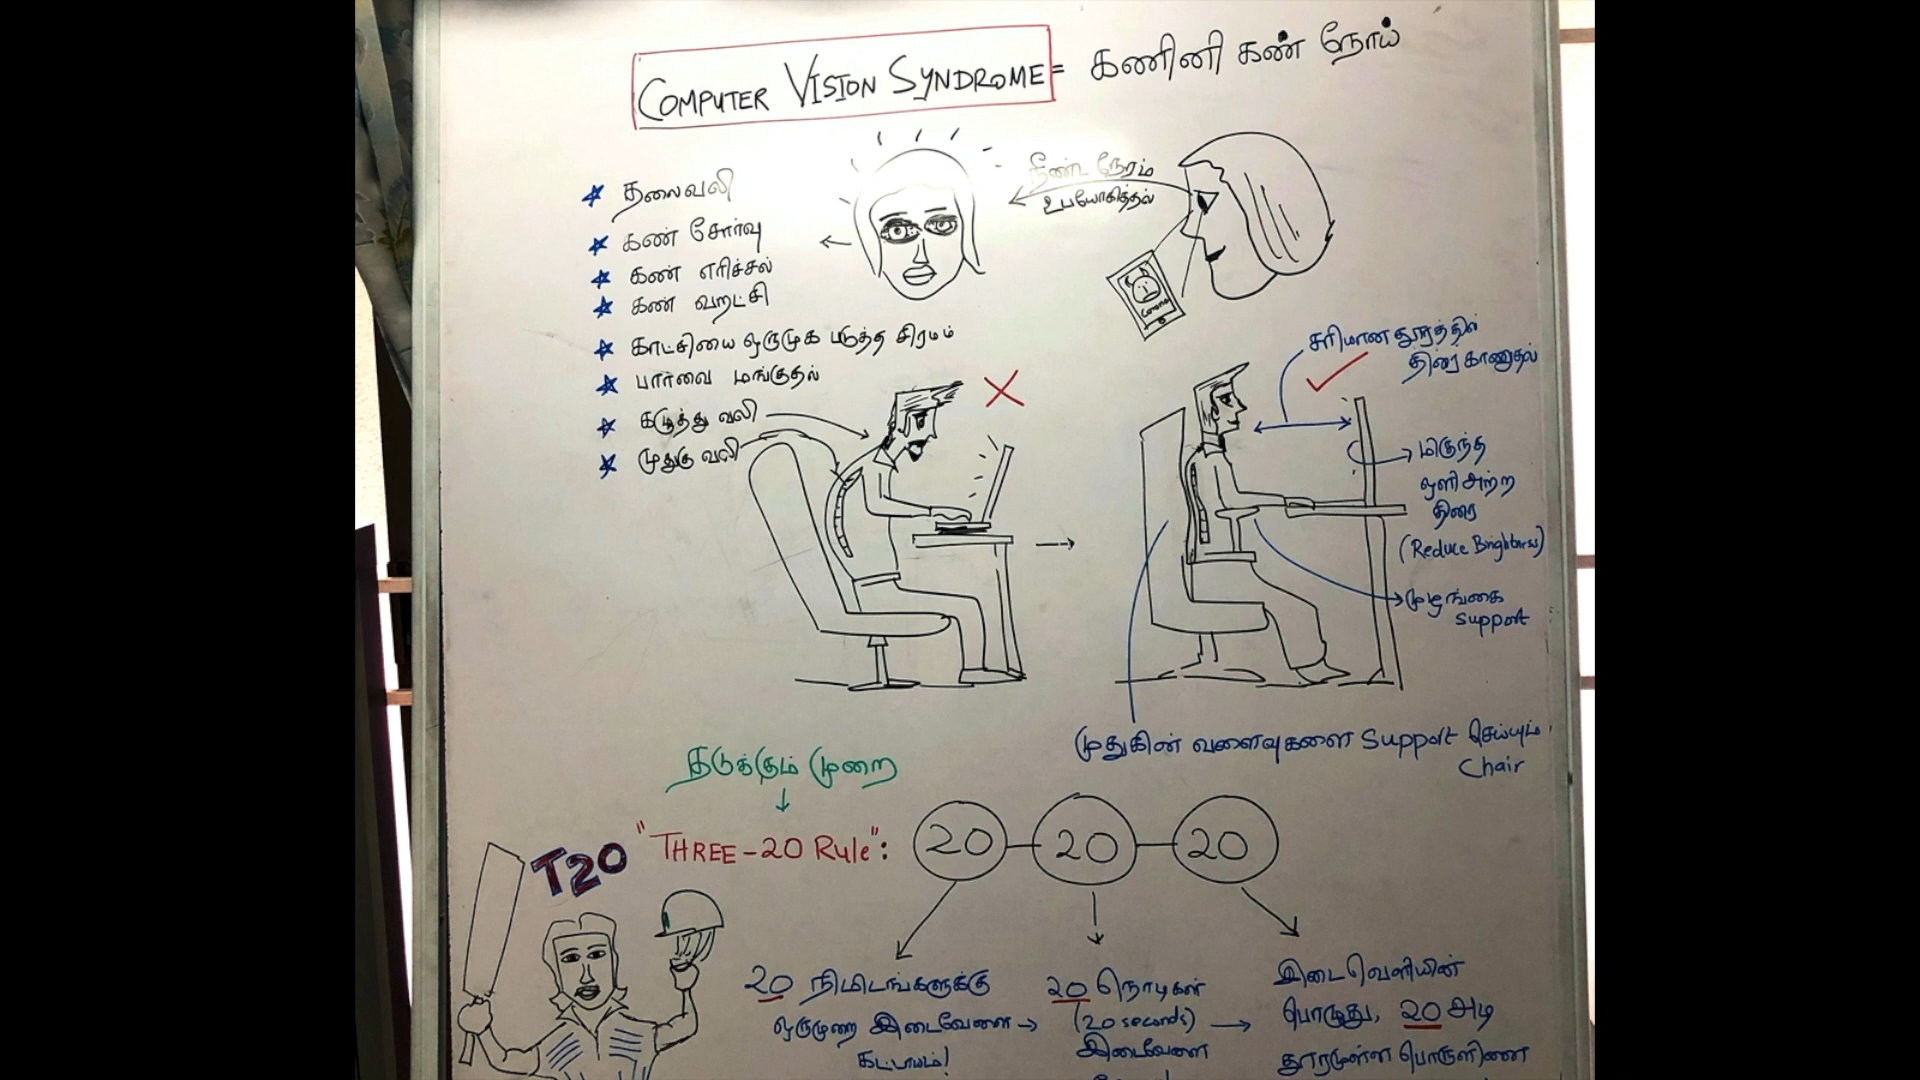 COMPUTER VISION SYNDROME = கணினி கண் நோய்
நீண்ட நேரம்
உபயோகித்தல்
Corona
* தலைவலி
* கண் சோர்வு
* கண் எரிச்சல்
* கண் வறட்சி
* காட்சியை ஒருமுக படுத்த சிரமம்
* பார்வை மங்குதல்
* கழுத்து வலி
* முதுகு வலி
சரியான தூரத்தில்
திரை காணுதல்
மிகுந்த
ஒளி அற்ற
திரை
(Reduce Brightness)
முழங்கை
support
முதுகின் வளைவுகளை support செய்யும்
chair
தடுக்கும் முறை
T20
"THREE-20 Rule":
20 20 20
20 நிமிடங்களுக்கு
ஒருமுறை இடைவேளை
கட்டாயம்!
20 நொடிகள்
(20 seconds)
இடைவேளை
இடைவெளியின்
பொழுது, 20 அடி
தூரமுள்ள பொருளினை